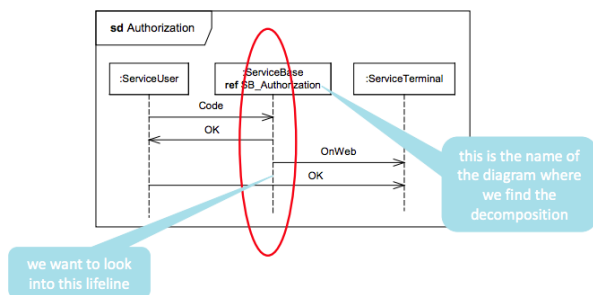 sd Authorization
:ServiceUser
:ServiceBase
ref SB_Authorization
:ServiceTerminal
Code
OK
OnWeb
OK
this is the name of
the diagram where
we find the
decomposition
we want to look
into this lifeline